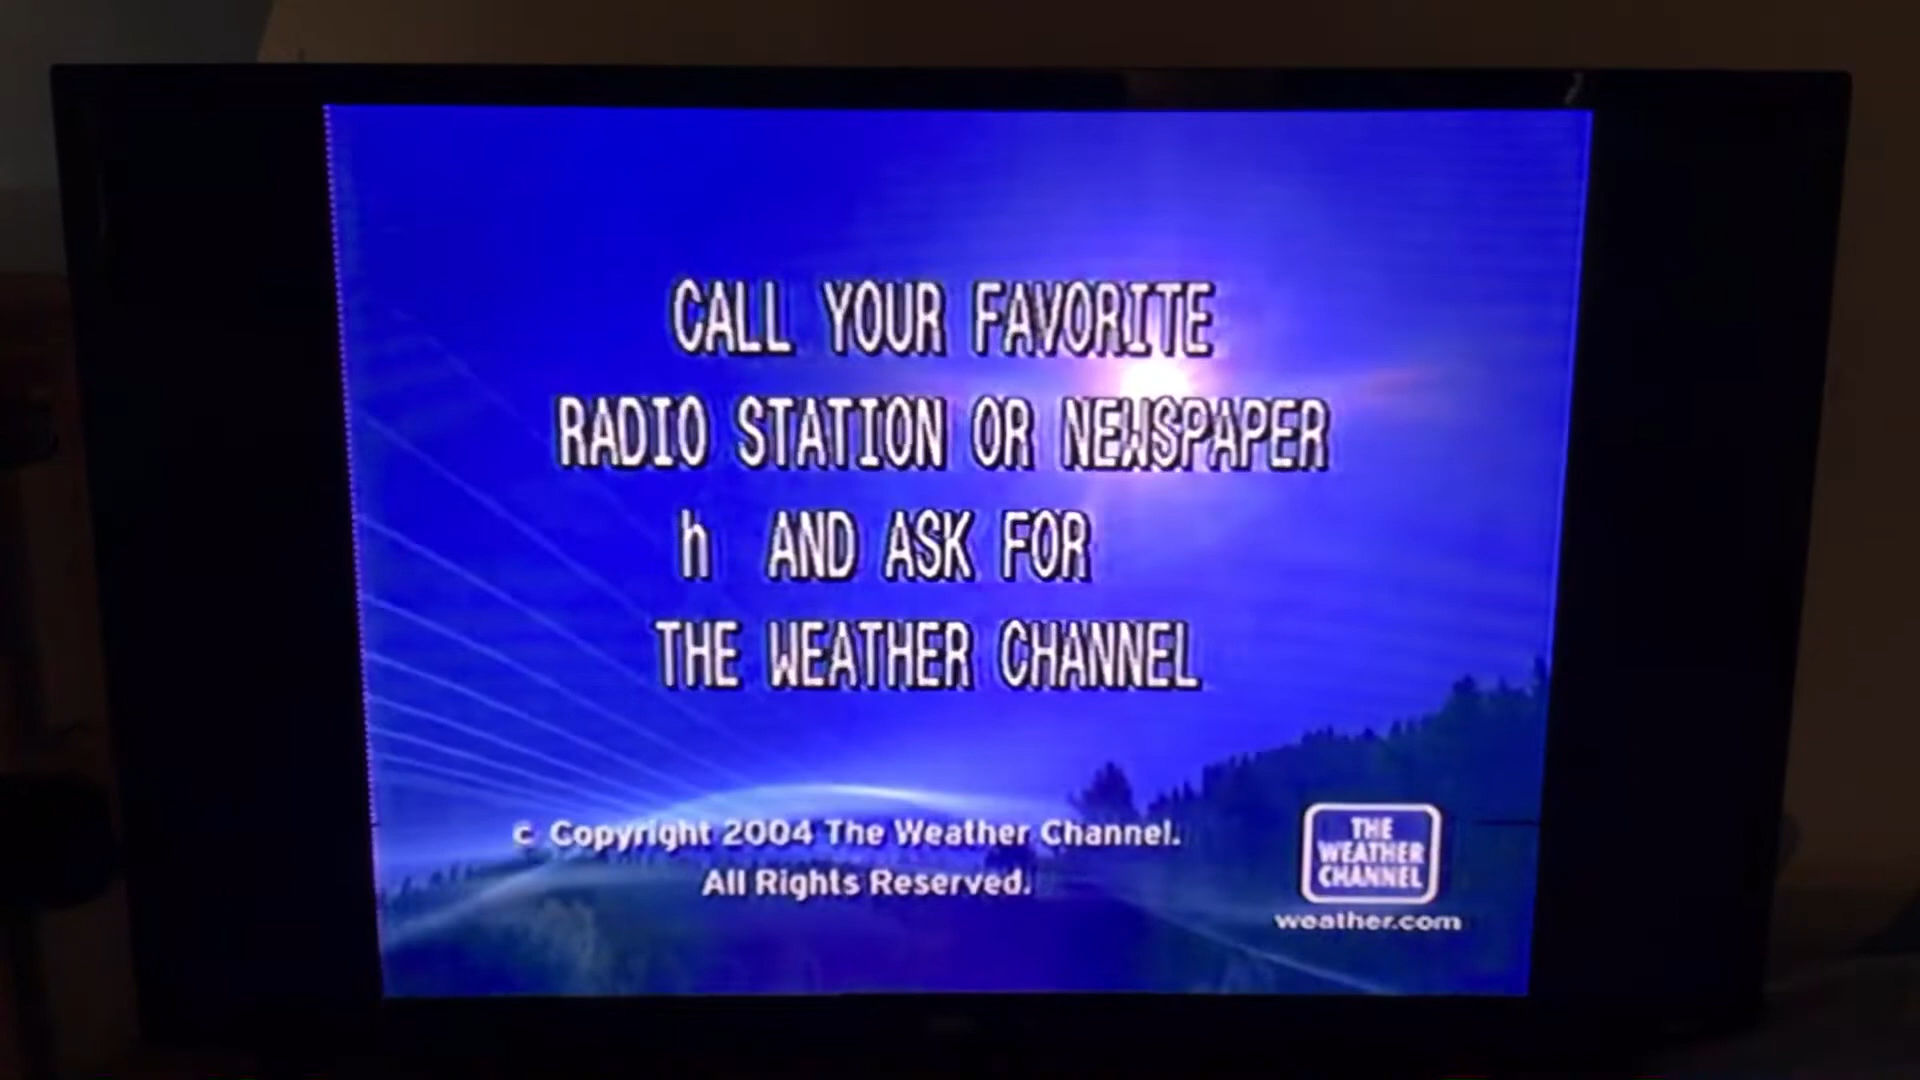 CALL YOUR FAVORITE
RADIO STATION OR NEWSPAPER
h AND ASK FOR
THE WEATHER CHANNEL
c Copyright 2004 The Weather Channel.
All Rights Reserved.
THE
WEATHER
CHANNEL
weather.com